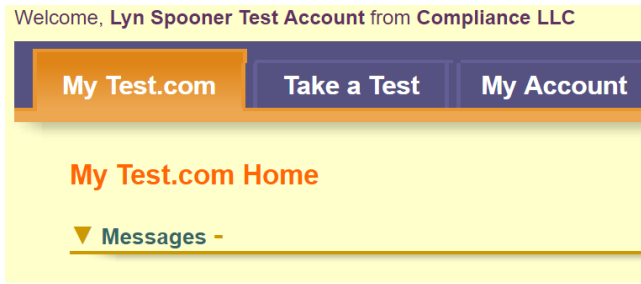 Welcome, Lyn Spooner Test Account from Compliance LLC
My Test.com Take a Test My Account
My Test.com Home
▼ Messages -